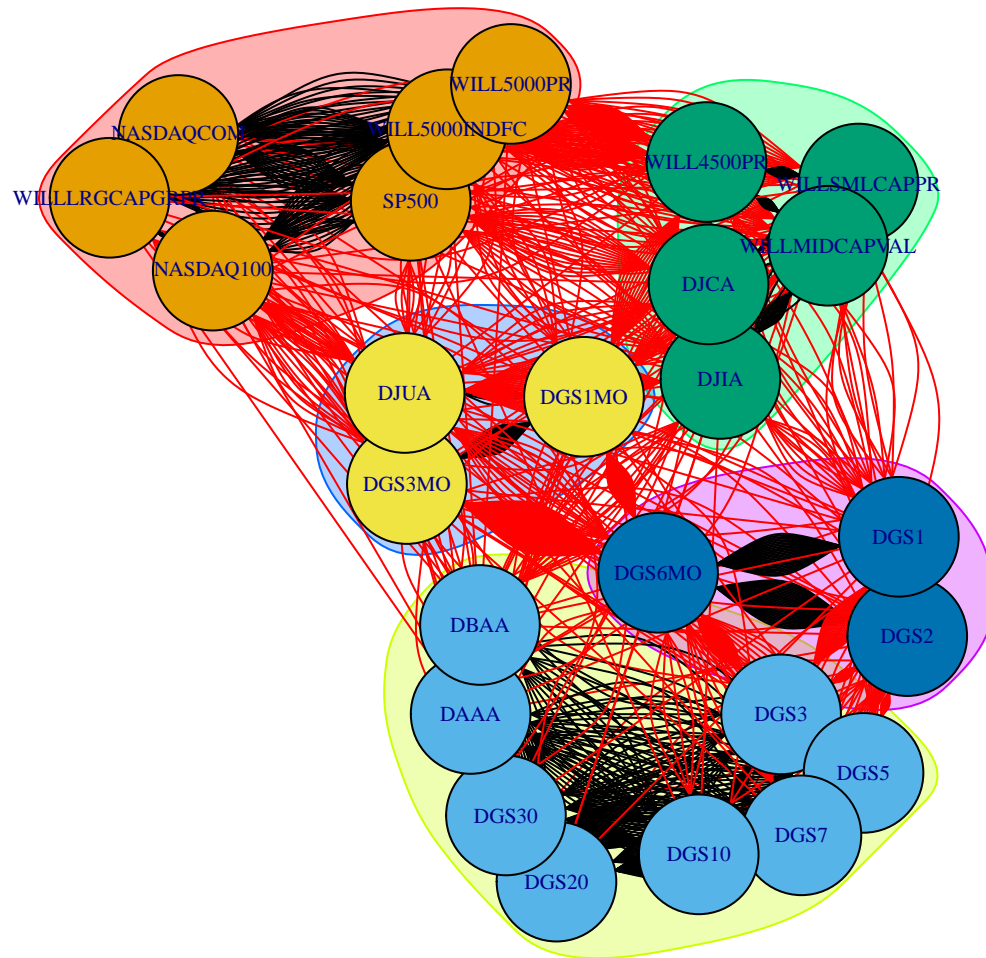 WILL5000PR
NASDAQCOM
WILL5000INDFC
WILL4500PR
WILLSMLCAPPR
WILLLRGCAPGRPR
SP500
WILLMIDCAPVAL
NASDAQ100
DJCA
DJIA
DJUA
DGS1MO
DGS3MO
DGS1
DGS6MO
DBAA
DGS2
DAAA
DGS3
DGS5
DGS30
DGS7
DGS10
DGS20